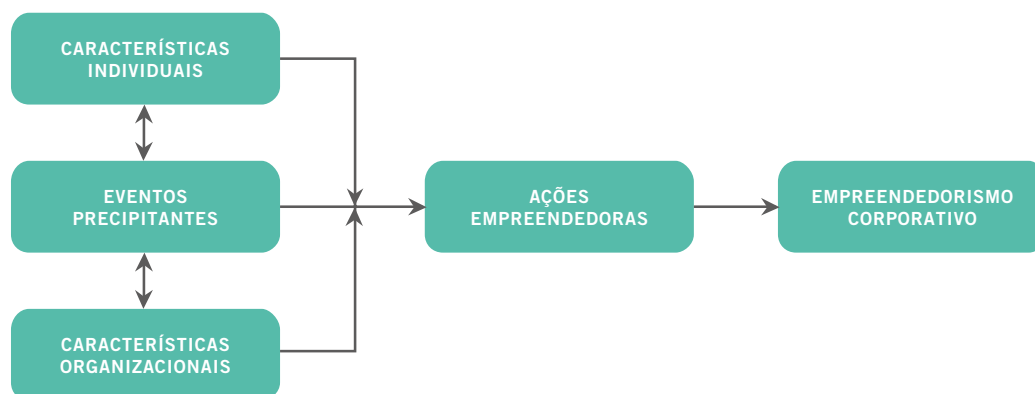 CARACTERÍSTICAS
INDIVIDUAIS
EVENTOS
PRECIPITANTES
CARACTERÍSTICAS
ORGANIZACIONAIS
AÇÕES
EMPREENDEDORAS
EMPREENDEDORISMO
CORPORATIVO